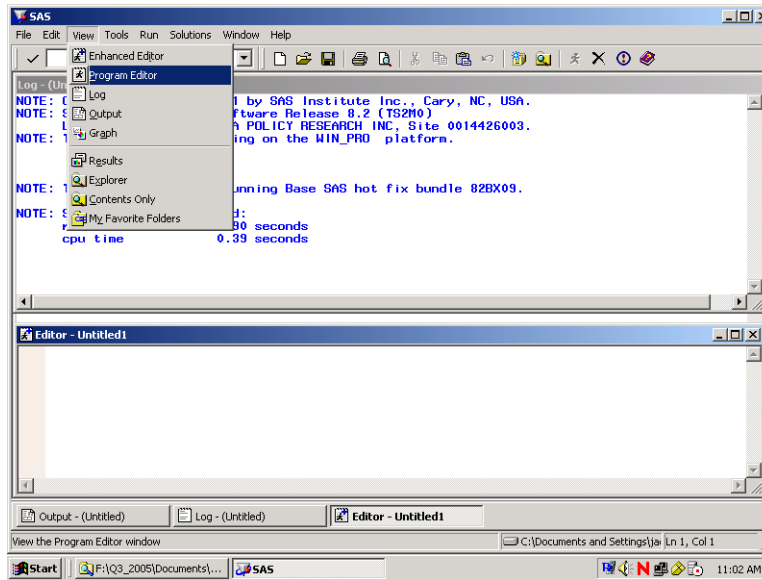 SAS
File Edit View Tools Run Solutions Window Help
Enhanced Editor
Program Editor
Log
Output
Graph
Results
Explorer
Contents Only
My Favorite Folders
Log - (Un
NOTE: C 1 by SAS Institute Inc., Cary, NC, USA.
NOTE: S ftware Release 8.2 (TS2M0)
L A POLICY RESEARCH INC, Site 0014426003.
NOTE: T ing on the WIN_PRO platform.
NOTE: T unning Base SAS hot fix bundle 82BX09.
NOTE: S d:
r 90 seconds
cpu time 0.39 seconds
Editor - Untitled1
Output - (Untitled) Log - (Untitled) Editor - Untitled1
View the Program Editor window C:\Documents and Settings\ja Ln 1, Col 1
Start F:\Q3_2005\Documents\... SAS 11:02 AM